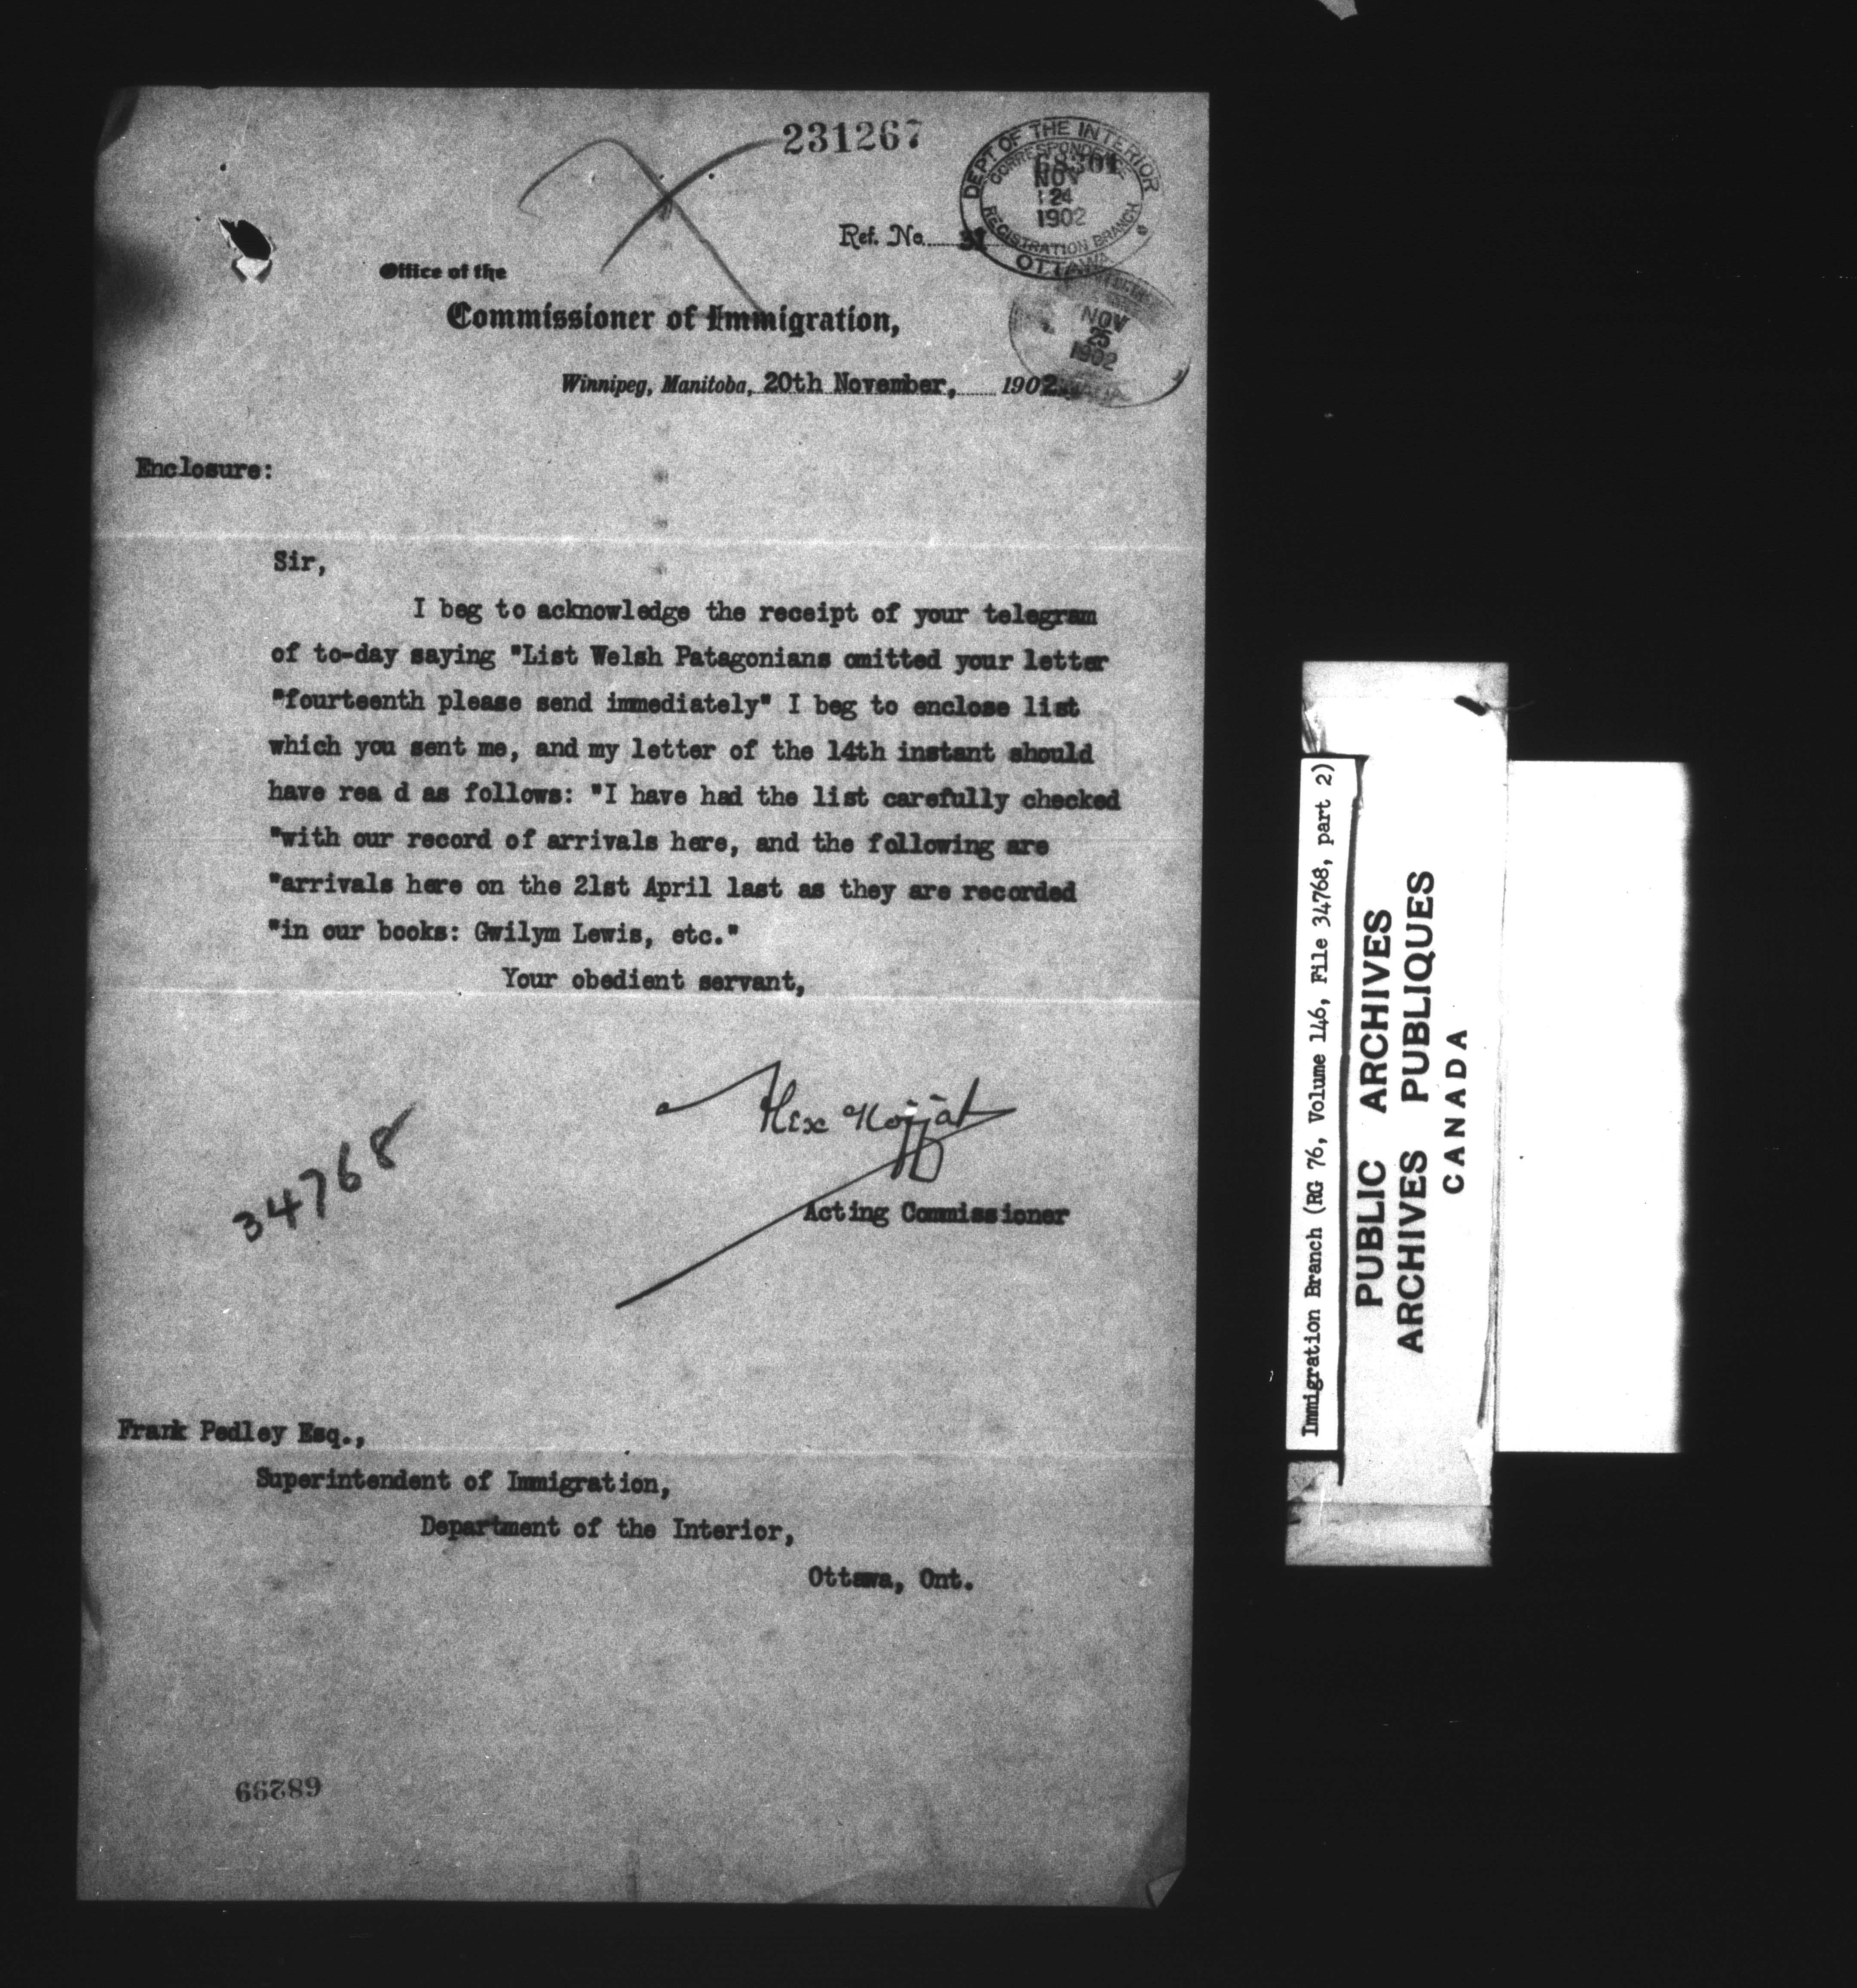 231267
DEPT OF THE INTERIOR
CORRESPONDENCE
68301
NOV
24
1902
REGISTRATION BRANCH
OTTAWA
Ref. No.
Office of the
Commissioner of Immigration,
NOV
25
1902
Winnipeg, Manitoba, 20th November, 1902.
Enclosure:
Sir,
I beg to acknowledge the receipt of your telegram
of to-day saying "List Welsh Patagonians omitted your letter
"fourteenth please send immediately" I beg to enclose list
which you sent me, and my letter of the 14th instant should
have rea d as follows: "I have had the list carefully checked
"with our record of arrivals here, and the following are
"arrivals here on the 21st April last as they are recorded
"in our books: Gwilym Lewis, etc."
Your obedient servant,
Alex Moffat
Acting Commissioner
34768
Frank Pedley Esq.,
Superintendent of Immigration,
Department of the Interior,
Ottawa, Ont.
68299
Immigration Branch (RG 76, Volume 146, File 34768, part 2)
PUBLIC ARCHIVES
ARCHIVES PUBLIQUES
CANADA